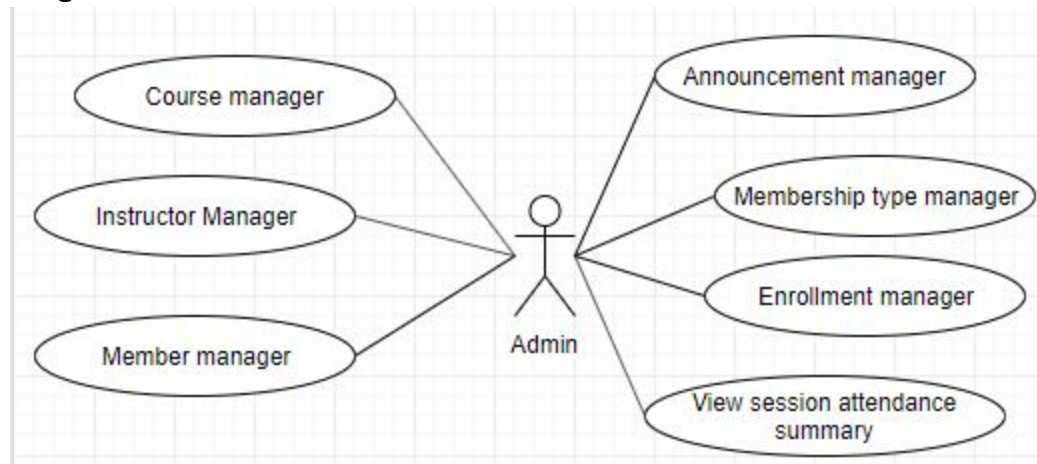 Course manager
Instructor Manager
Member manager
Admin
Announcement manager
Membership type manager
Enrollment manager
View session attendance
summary